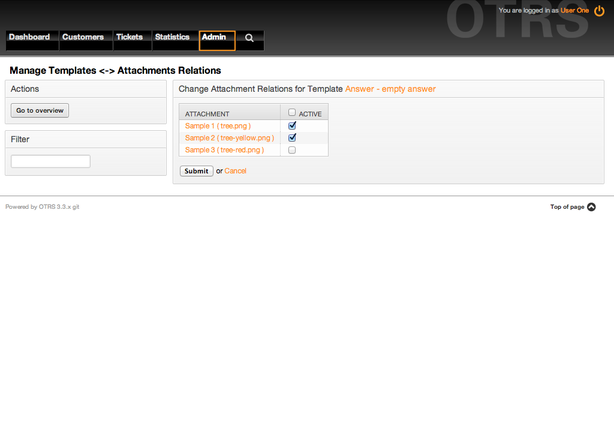 OTRS
You are logged in as User One
Dashboard Customers Tickets Statistics Admin
Manage Templates <-> Attachments Relations
Actions
Go to overview
Filter
Change Attachment Relations for Template Answer - empty answer
ATTACHMENT ACTIVE
Sample 1 ( tree.png )
Sample 2 ( tree-yellow.png )
Sample 3 ( tree-red.png )
Submit or Cancel
Powered by OTRS 3.3.x git
Top of page